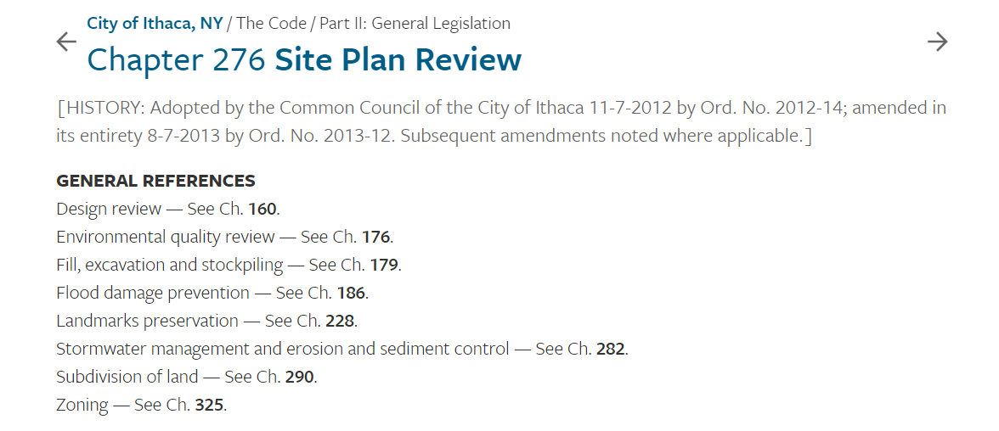 City of Ithaca, NY / The Code / Part II: General Legislation
Chapter 276 Site Plan Review
[HISTORY: Adopted by the Common Council of the City of Ithaca 11-7-2012 by Ord. No. 2012-14; amended in
its entirety 8-7-2013 by Ord. No. 2013-12. Subsequent amendments noted where applicable.]
GENERAL REFERENCES
Design review — See Ch. 160.
Environmental quality review — See Ch. 176.
Fill, excavation and stockpiling — See Ch. 179.
Flood damage prevention — See Ch. 186.
Landmarks preservation — See Ch. 228.
Stormwater management and erosion and sediment control — See Ch. 282.
Subdivision of land — See Ch. 290.
Zoning — See Ch. 325.